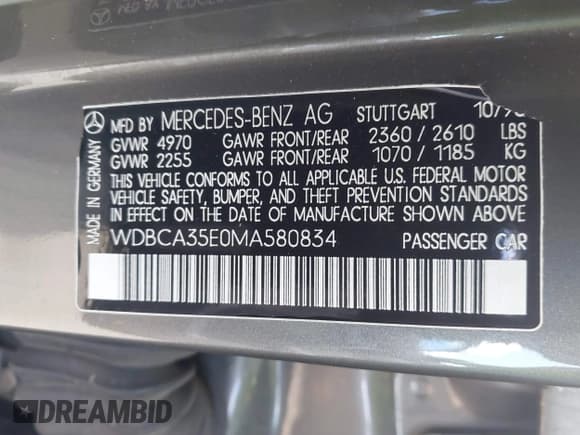 MADE IN GERMANY
MFD BY MERCEDES-BENZ AG STUTTGART
GVWR 4970 GAWR FRONT/REAR 2360 / 2610 LBS
GVWR 2255 GAWR FRONT/REAR 1070 / 1185 KG
THIS VEHICLE CONFORMS TO ALL APPLICABLE U.S. FEDERAL MOTOR
VEHICLE SAFETY, BUMPER, AND THEFT PREVENTION STANDARDS
IN EFFECT ON THE DATE OF MANUFACTURE SHOWN ABOVE
WDBCA35E0MA580834 PASSENGER CAR
DREAMBID